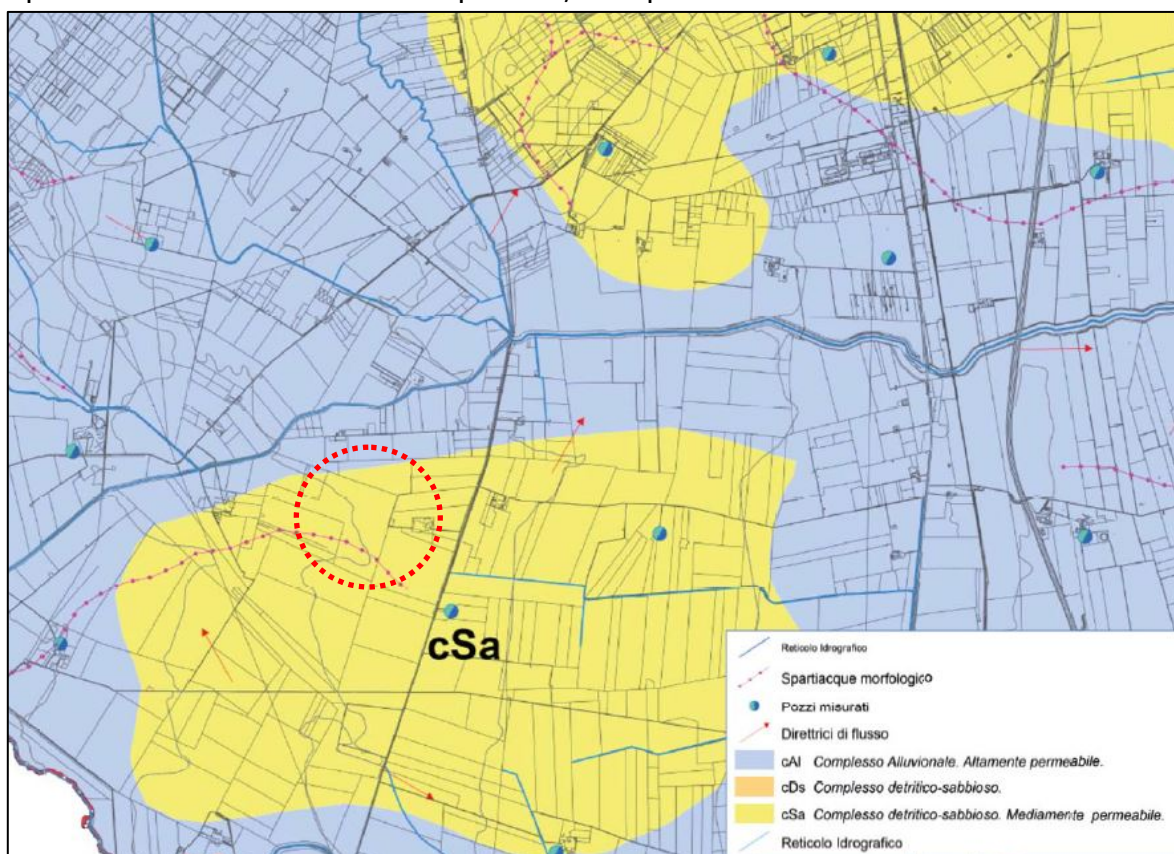 cSa
Reticolo Idrografico
Spartiacque morfologico
Pozzi misurati
Direttrici di flusso
cAl Complesso Alluvionale. Altamente permeabile.
cDs Complesso detritico-sabbioso.
cSa Complesso detritico-sabbioso. Mediamente permeabile.
Reticolo Idrografico